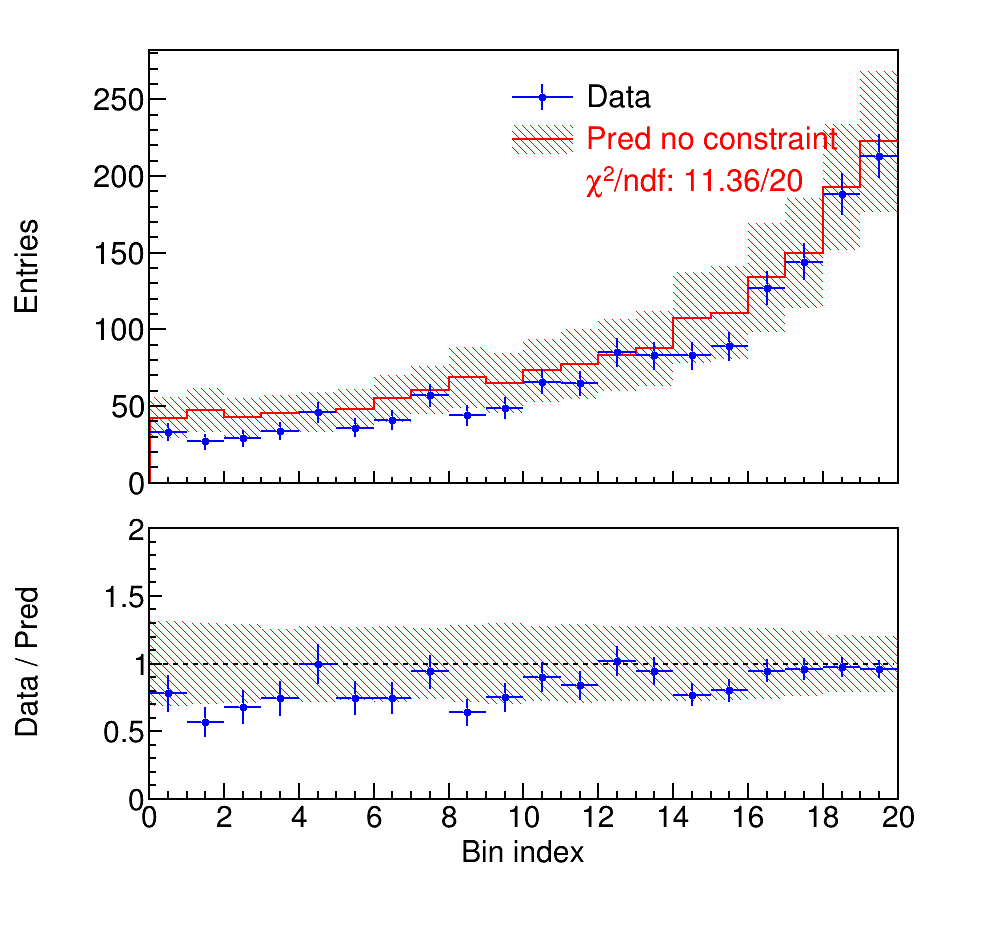 Entries
250
200
150
100
50
0
Data
Pred no constraint
χ²/ndf: 11.36/20
Data / Pred
2
1.5
1
0.5
0
0 2 4 6 8 10 12 14 16 18 20
Bin index